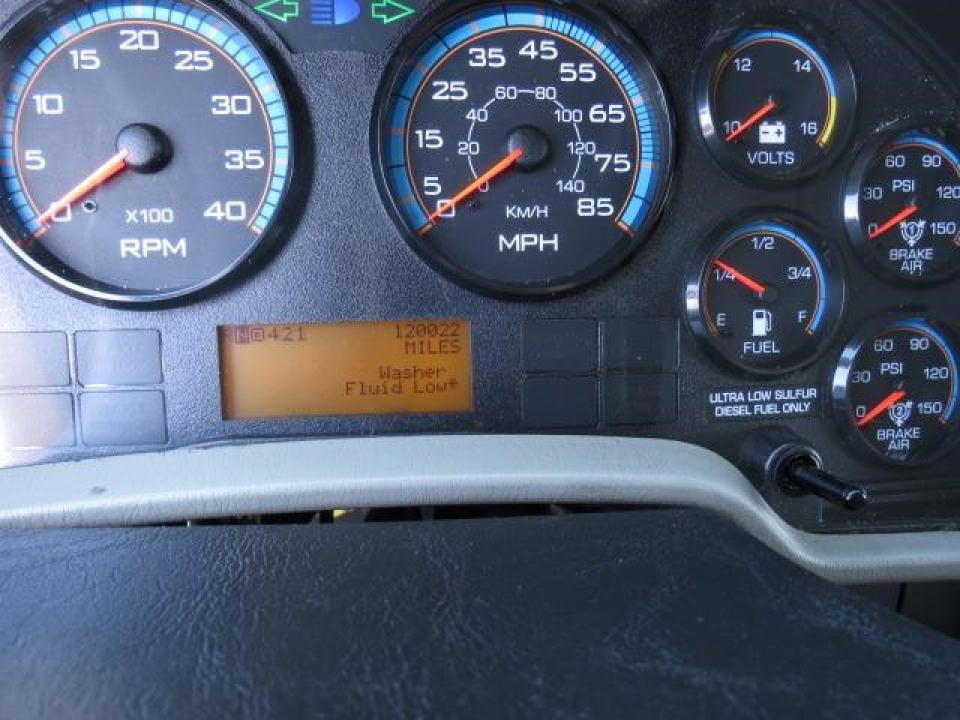 0 5 10 15 20 25 30 35 40
X100
RPM
0 5 15 25 35 45 55 65 75 85
0 20 40 60 80 100 120 140
KM/H
MPH
10 12 14 16
VOLTS
E 1/4 1/2 3/4 F
FUEL
ULTRA LOW SULFUR
DIESEL FUEL ONLY
0 30 60 90 120 150
PSI
1
BRAKE
AIR
0 30 60 90 120 150
PSI
2
BRAKE
AIR
421 120022
MILES
Washer
Fluid Low*